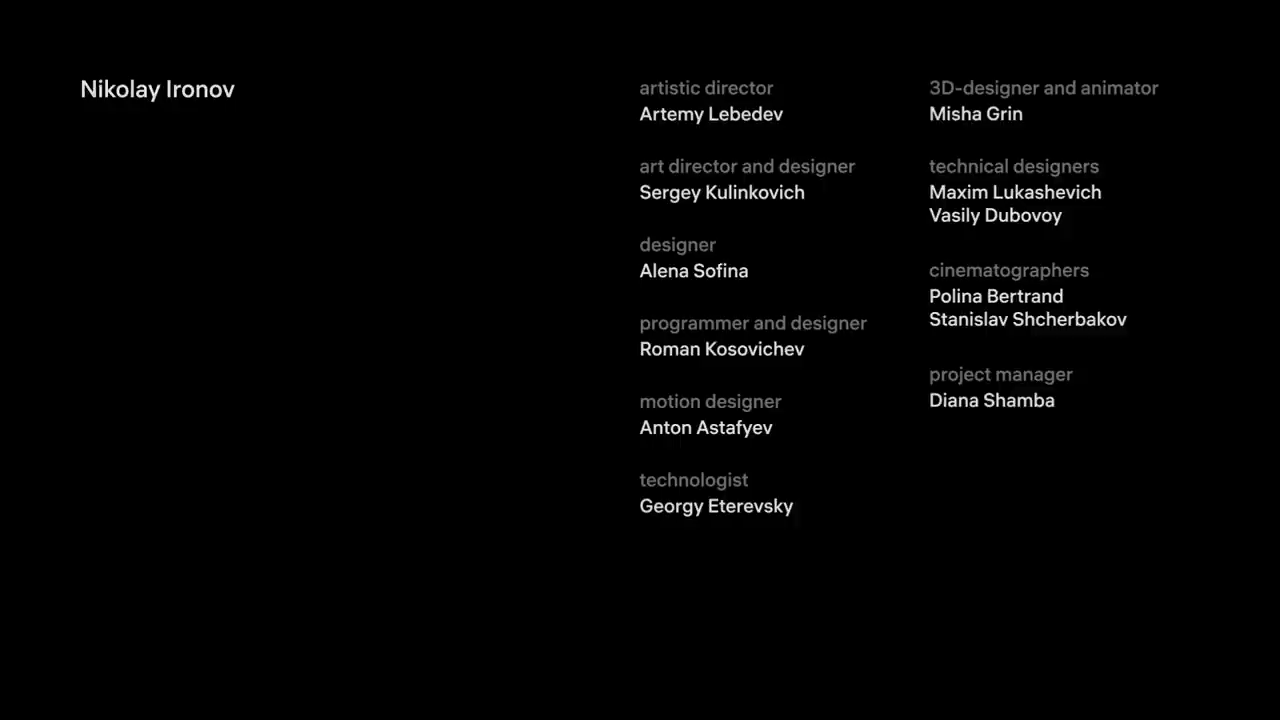 Nikolay Ironov
artistic director
Artemy Lebedev
art director and designer
Sergey Kulinkovich
designer
Alena Sofina
programmer and designer
Roman Kosovichev
motion designer
Anton Astafyev
technologist
Georgy Eterevsky
3D-designer and animator
Misha Grin
technical designers
Maxim Lukashevich
Vasily Dubovoy
cinematographers
Polina Bertrand
Stanislav Shcherbakov
project manager
Diana Shamba